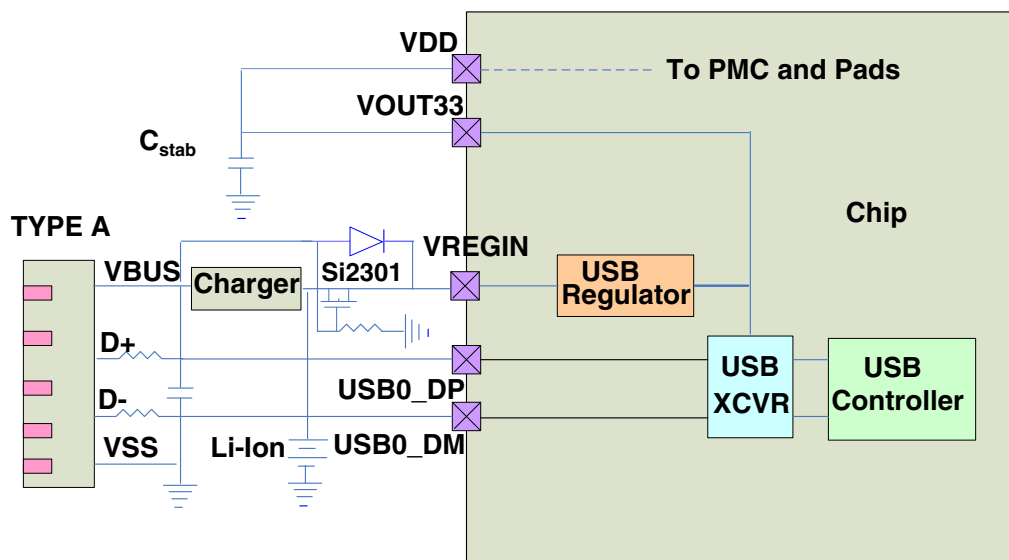 VDD
To PMC and Pads
VOUT33
Cstab
Chip
TYPE A
VREGIN
VBUS
Charger
Si2301
USB
Regulator
D+
D-
USB0_DP
USB
XCVR
USB
Controller
VSS
Li-Ion
USB0_DM